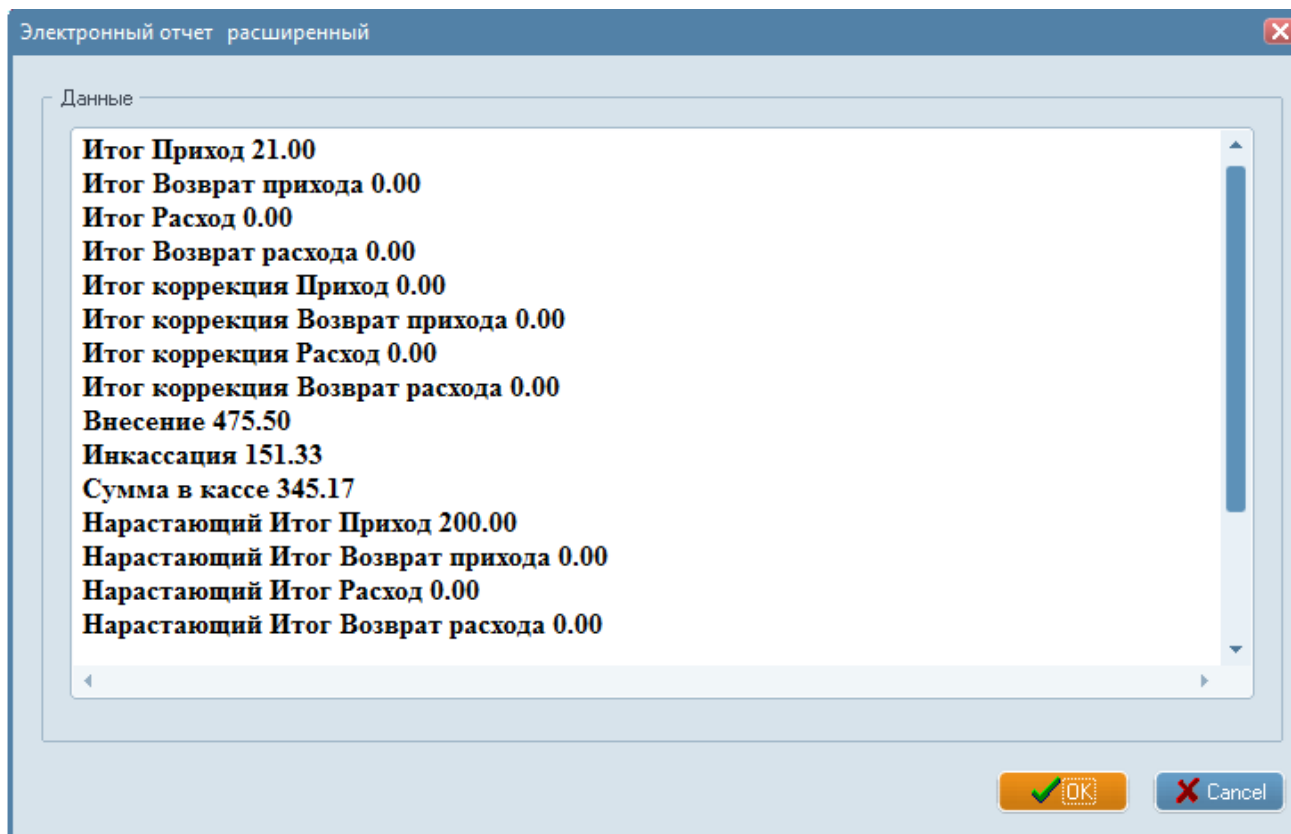 Электронный отчет расширенный
Данные
Итог Приход 21.00
Итог Возврат прихода 0.00
Итог Расход 0.00
Итог Возврат расхода 0.00
Итог коррекция Приход 0.00
Итог коррекция Возврат прихода 0.00
Итог коррекция Расход 0.00
Итог коррекция Возврат расхода 0.00
Внесение 475.50
Инкассация 151.33
Сумма в кассе 345.17
Нарастающий Итог Приход 200.00
Нарастающий Итог Возврат прихода 0.00
Нарастающий Итог Расход 0.00
Нарастающий Итог Возврат расхода 0.00
OK Cancel